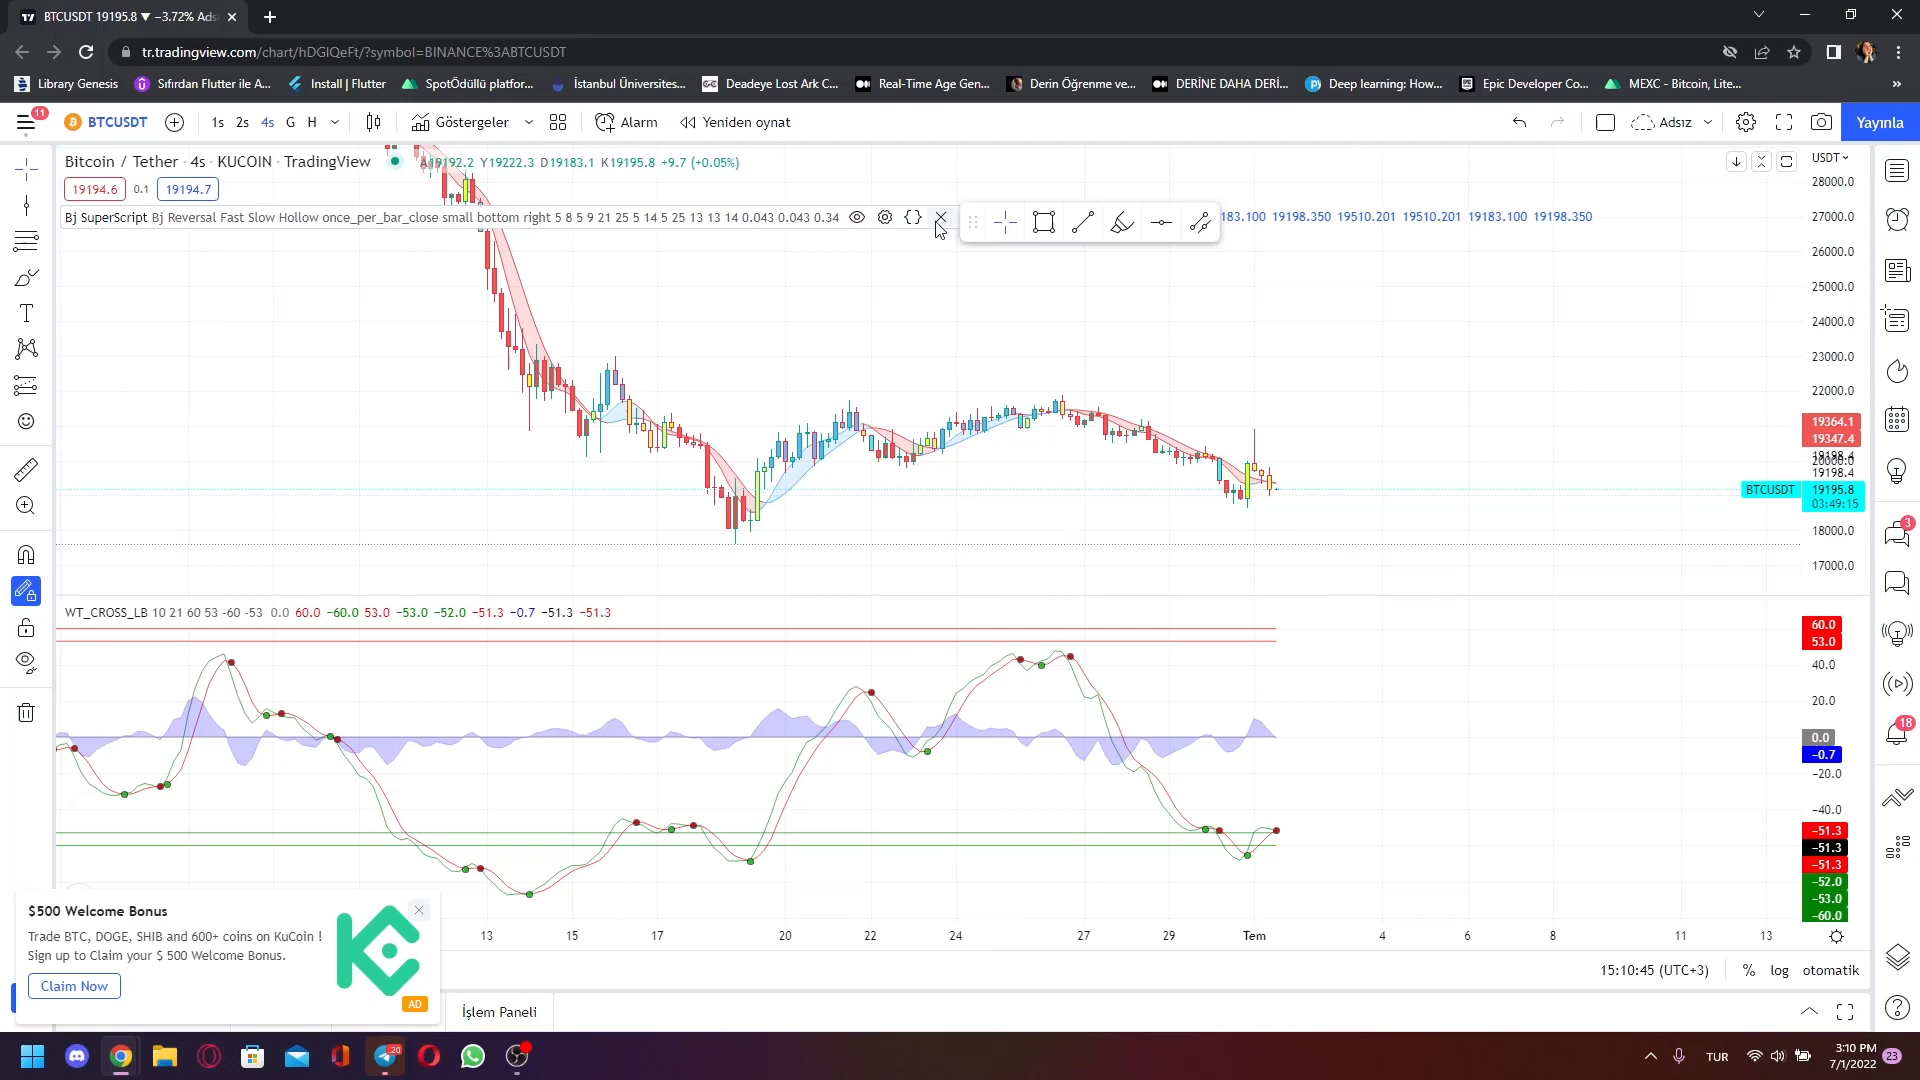 BTCUSDT 19195.8 ▼ −3.72% Ads
tr.tradingview.com/chart/hDGlQeFt/?symbol=BINANCE%3ABTCUSDT
Library Genesis
Sıfırdan Flutter ile A...
Install | Flutter
SpotÖdüllü platfor...
İstanbul Üniversites...
Deadeye Lost Ark C...
Real-Time Age Gen...
Derin Öğrenme ve...
DERİNE DAHA DERİ...
Deep learning: How...
Epic Developer Co...
MEXC - Bitcoin, Lite...
»
11
BTCUSDT
1s 2s 4s G H
Göstergeler
Alarm
Yeniden oynat
Adsız
Yayınla
Bitcoin / Tether · 4s · KUCOIN · TradingView
A19192.2 Y19222.3 D19183.1 K19195.8 +9.7 (+0.05%)
USDT
19194.6 0.1 19194.7
Bj SuperScript Bj Reversal Fast Slow Hollow once_per_bar_close small bottom right 5 8 5 9 21 25 5 14 5 25 13 13 14 0.043 0.043 0.34
183.100 19198.350 19510.201 19510.201 19183.100 19198.350
28000.0
27000.0
26000.0
25000.0
24000.0
23000.0
22000.0
19364.1
19347.4
19198.4
20000.0
19198.4
BTCUSDT 19195.8
03:49:15
18000.0
17000.0
WT_CROSS_LB 10 21 60 53 -60 -53 0.0 60.0 −60.0 53.0 −53.0 −52.0 −51.3 −0.7 −51.3 −51.3
60.0
53.0
40.0
20.0
0.0
−0.7
−20.0
−40.0
−51.3
−51.3
−51.3
−52.0
−53.0
−60.0
3
18
13 15 17 20 22 24 27 29 Tem 4 6 8 11 13
$500 Welcome Bonus
Trade BTC, DOGE, SHIB and 600+ coins on KuCoin !
Sign up to Claim your $ 500 Welcome Bonus.
Claim Now
AD
15:10:45 (UTC+3)
% log otomatik
İşlem Paneli
20
TUR
3:10 PM
7/1/2022
23